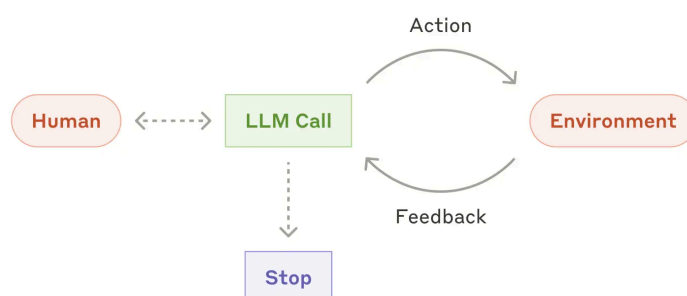 Action
Human
LLM Call
Environment
Feedback
Stop